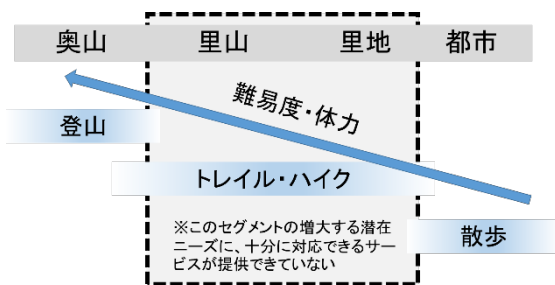 奥山 里山 里地 都市
難易度・体力
登山
トレイル・ハイク
※このセグメントの増大する潜在
ニーズに、十分に対応できるサー
ビスが提供できていない
散歩